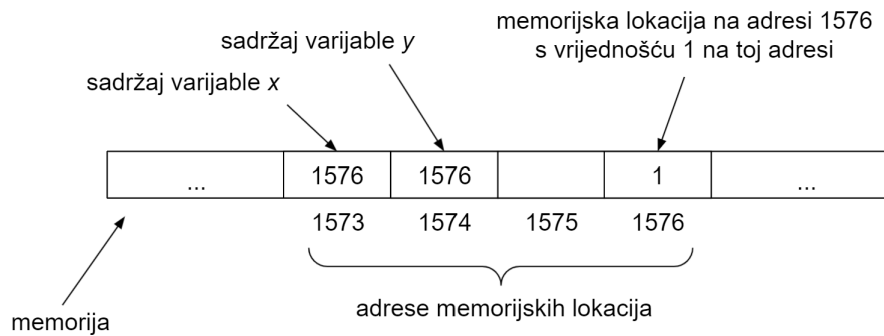 memorijska lokacija na adresi 1576
s vrijednošću 1 na toj adresi
sadržaj varijable y
sadržaj varijable x
... 1576 1576 1 ...
1573 1574 1575 1576
adrese memorijskih lokacija
memorija